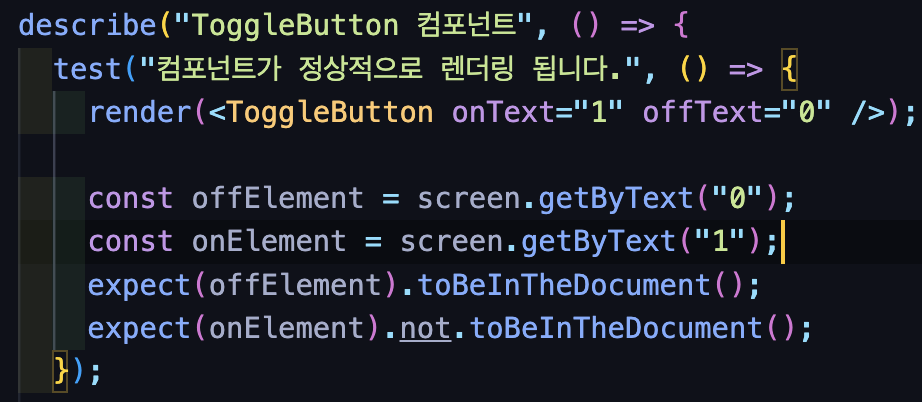 describe("ToggleButton 컴포넌트", () => {
test("컴포넌트가 정상적으로 렌더링 됩니다.", () => {
render(<ToggleButton onText="1" offText="0" />);
const offElement = screen.getByText("0");
const onElement = screen.getByText("1");
expect(offElement).toBeInTheDocument();
expect(onElement).not.toBeInTheDocument();
});